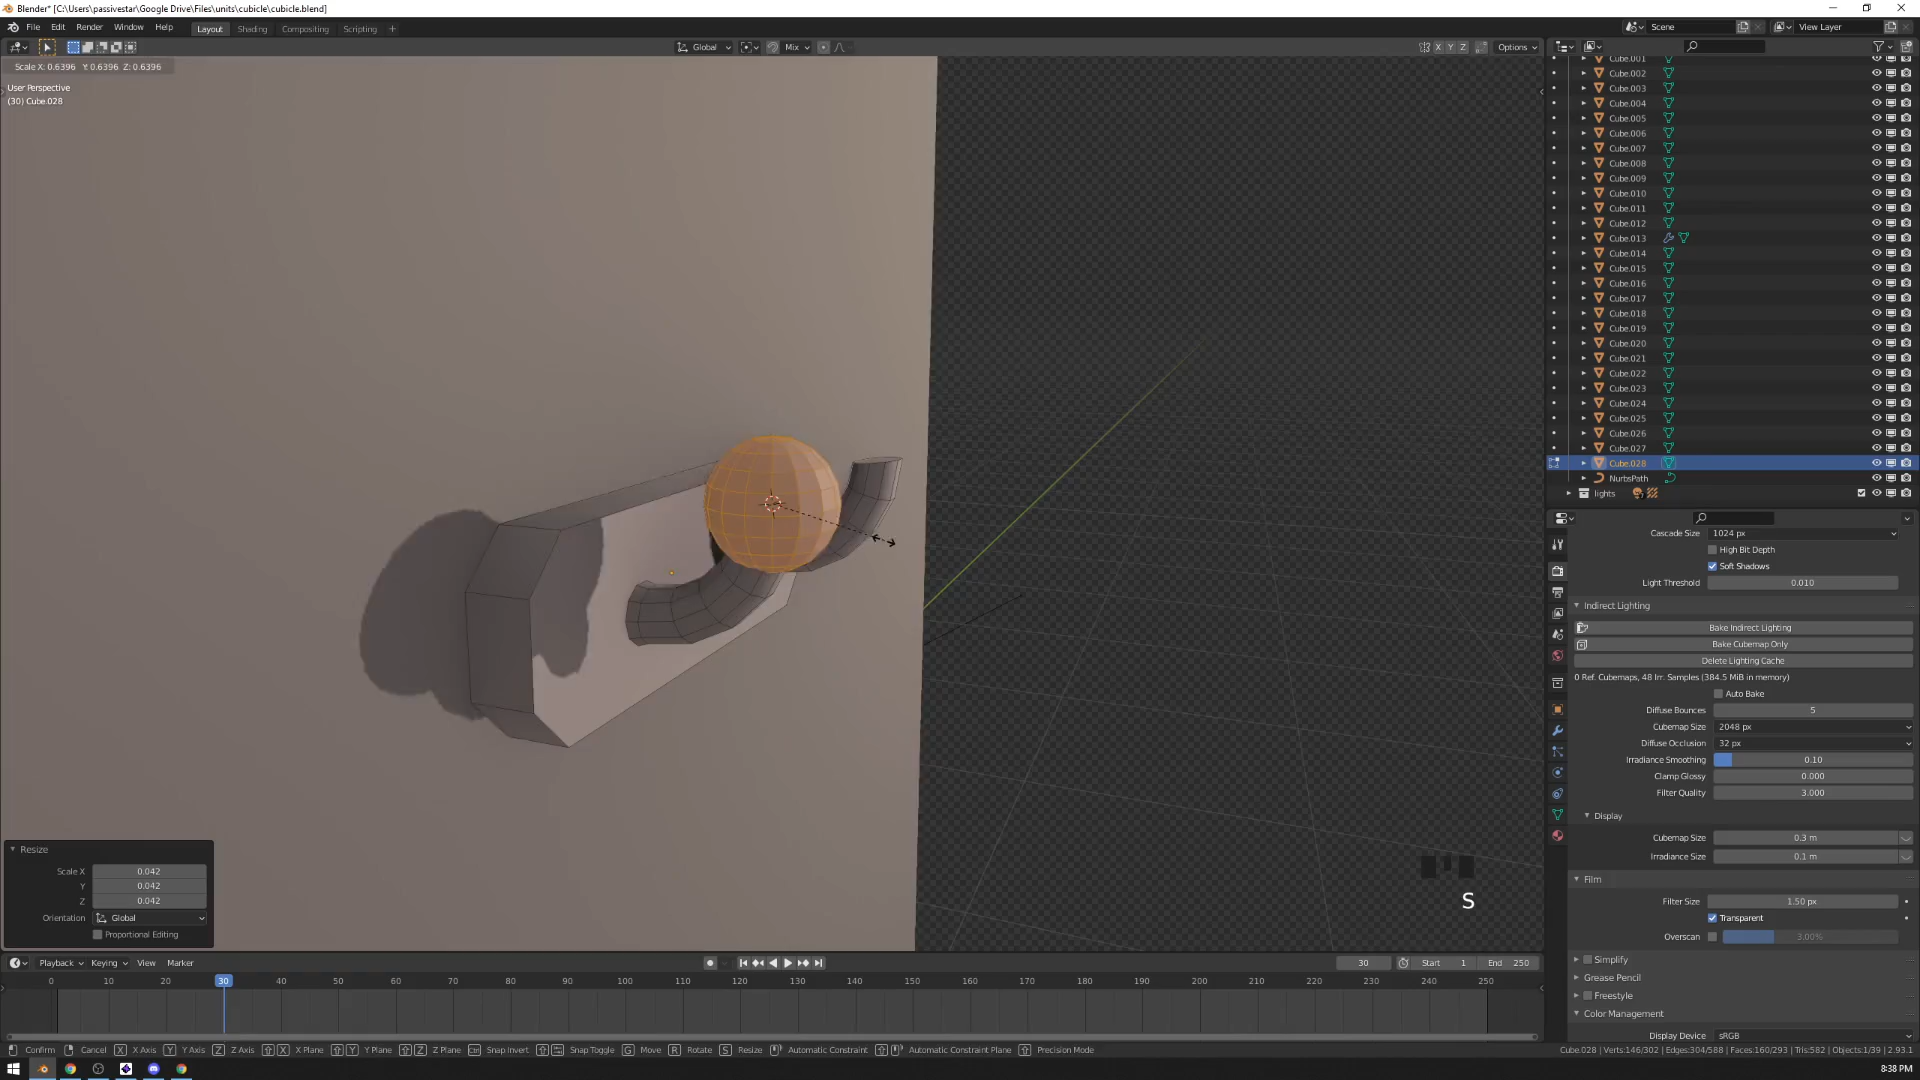 Blender* [C:\Users\passivestar\Google Drive\Files\units\cubicle\cubicle.blend]
File Edit Render Window Help Layout Shading Compositing Scripting + Scene View Layer
Global Mix X Y Z Options
Scale X: 0.6396 Y: 0.6396 Z: 0.6396
User Perspective
(30) Cube.028
Cube.001
Cube.002
Cube.003
Cube.004
Cube.005
Cube.006
Cube.007
Cube.008
Cube.009
Cube.010
Cube.011
Cube.012
Cube.013
Cube.014
Cube.015
Cube.016
Cube.017
Cube.018
Cube.019
Cube.020
Cube.021
Cube.022
Cube.023
Cube.024
Cube.025
Cube.026
Cube.027
Cube.028
NurbsPath
lights
Cascade Size 1024 px
High Bit Depth
Soft Shadows
Light Threshold 0.010
Indirect Lighting
Bake Indirect Lighting
Bake Cubemap Only
Delete Lighting Cache
0 Ref. Cubemaps, 48 Irr. Samples (384.5 MiB in memory)
Auto Bake
Diffuse Bounces 5
Cubemap Size 2048 px
Diffuse Occlusion 32 px
Irradiance Smoothing 0.10
Clamp Glossy 0.000
Filter Quality 3.000
Display
Cubemap Size 0.3 m
Irradiance Size 0.1 m
Film
Filter Size 1.50 px
Transparent
Overscan 3.00%
Simplify
Grease Pencil
Freestyle
Color Management
Display Device sRGB
S
Resize
Scale X 0.042
Y 0.042
Z 0.042
Orientation Global
Proportional Editing
Playback Keying View Marker 30 Start 1 End 250
0 10 20 30 40 50 60 70 80 90 100 110 120 130 140 150 160 170 180 190 200 210 220 230 240 250
Confirm Cancel X X Axis Y Y Axis Z Z Axis X X Plane Y Y Plane Z Z Plane Snap Invert Snap Toggle G Move R Rotate S Resize Automatic Constraint Automatic Constraint Plane Precision Mode Cube.028 | Verts:146/302 | Edges:304/588 | Faces:160/293 | Tris:582 | Objects:1/39 | 2.93.1
8:38 PM